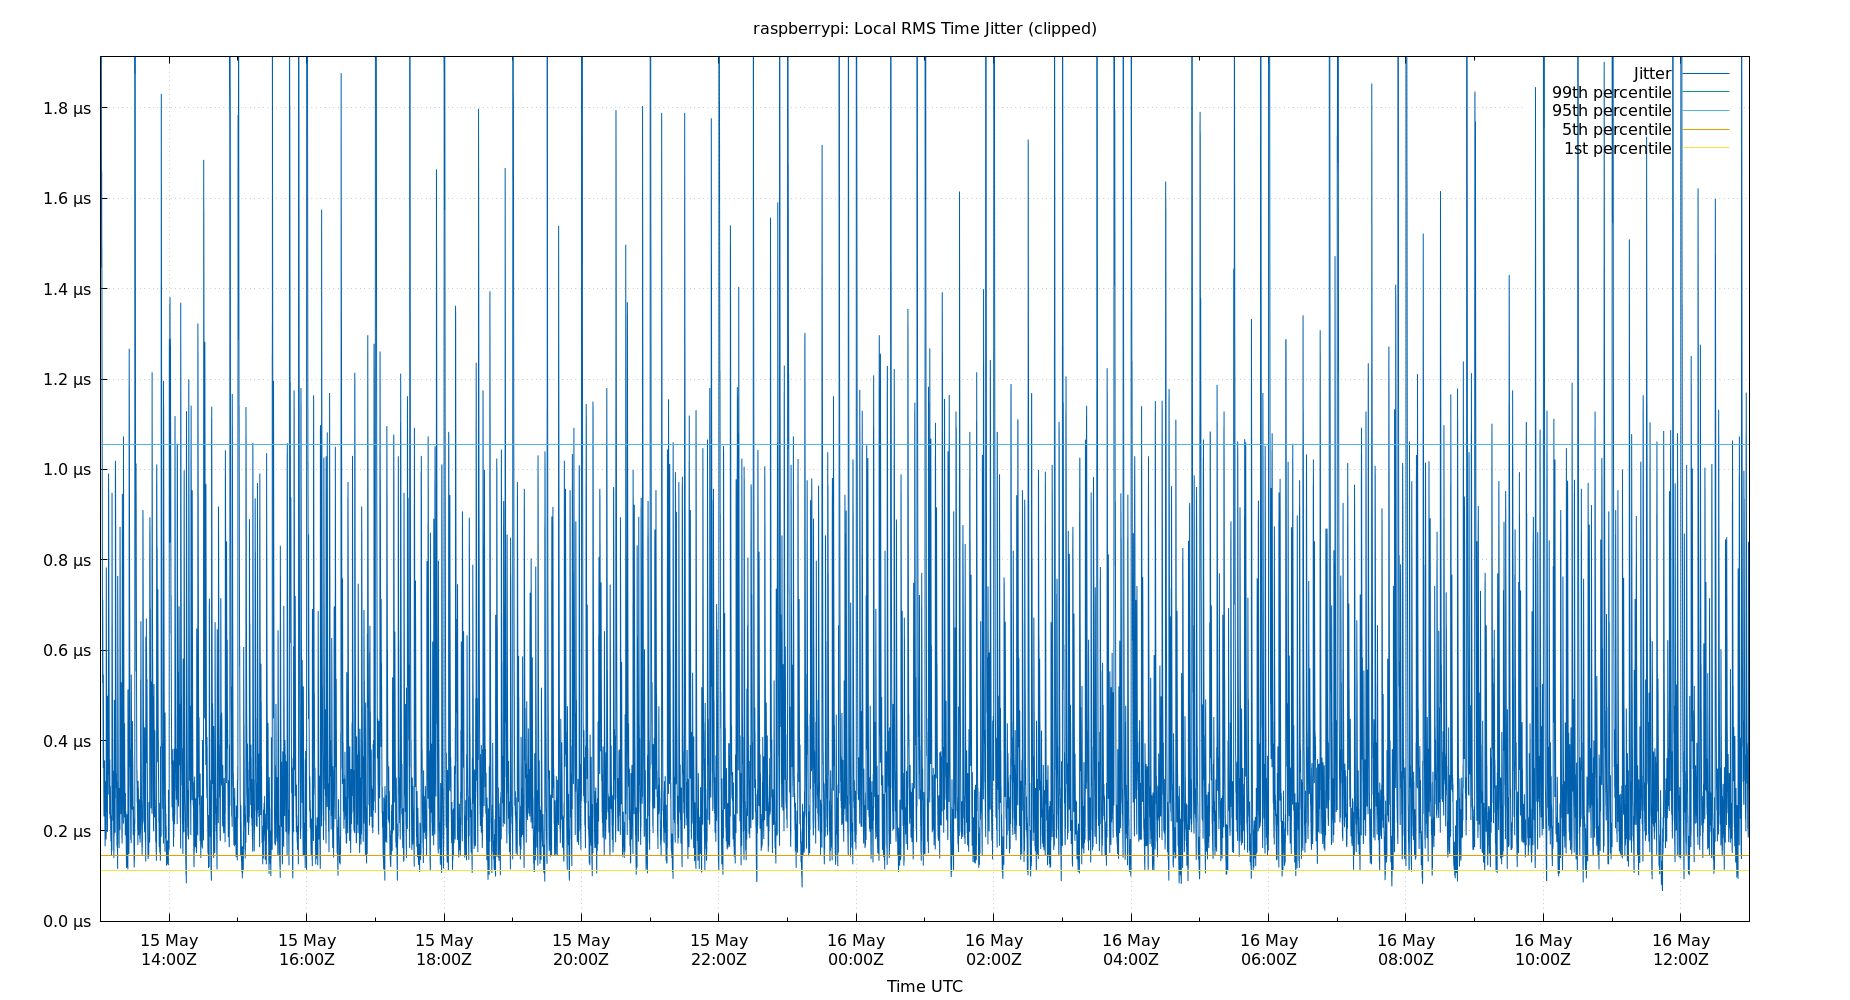 raspberrypi: Local RMS Time Jitter (clipped)
Jitter
99th percentile
95th percentile
5th percentile
1st percentile
1.8 µs
1.6 µs
1.4 µs
1.2 µs
1.0 µs
0.8 µs
0.6 µs
0.4 µs
0.2 µs
0.0 µs
15 May 15 May 15 May 15 May 15 May 16 May 16 May 16 May 16 May 16 May 16 May 16 May
14:00Z 16:00Z 18:00Z 20:00Z 22:00Z 00:00Z 02:00Z 04:00Z 06:00Z 08:00Z 10:00Z 12:00Z
Time UTC